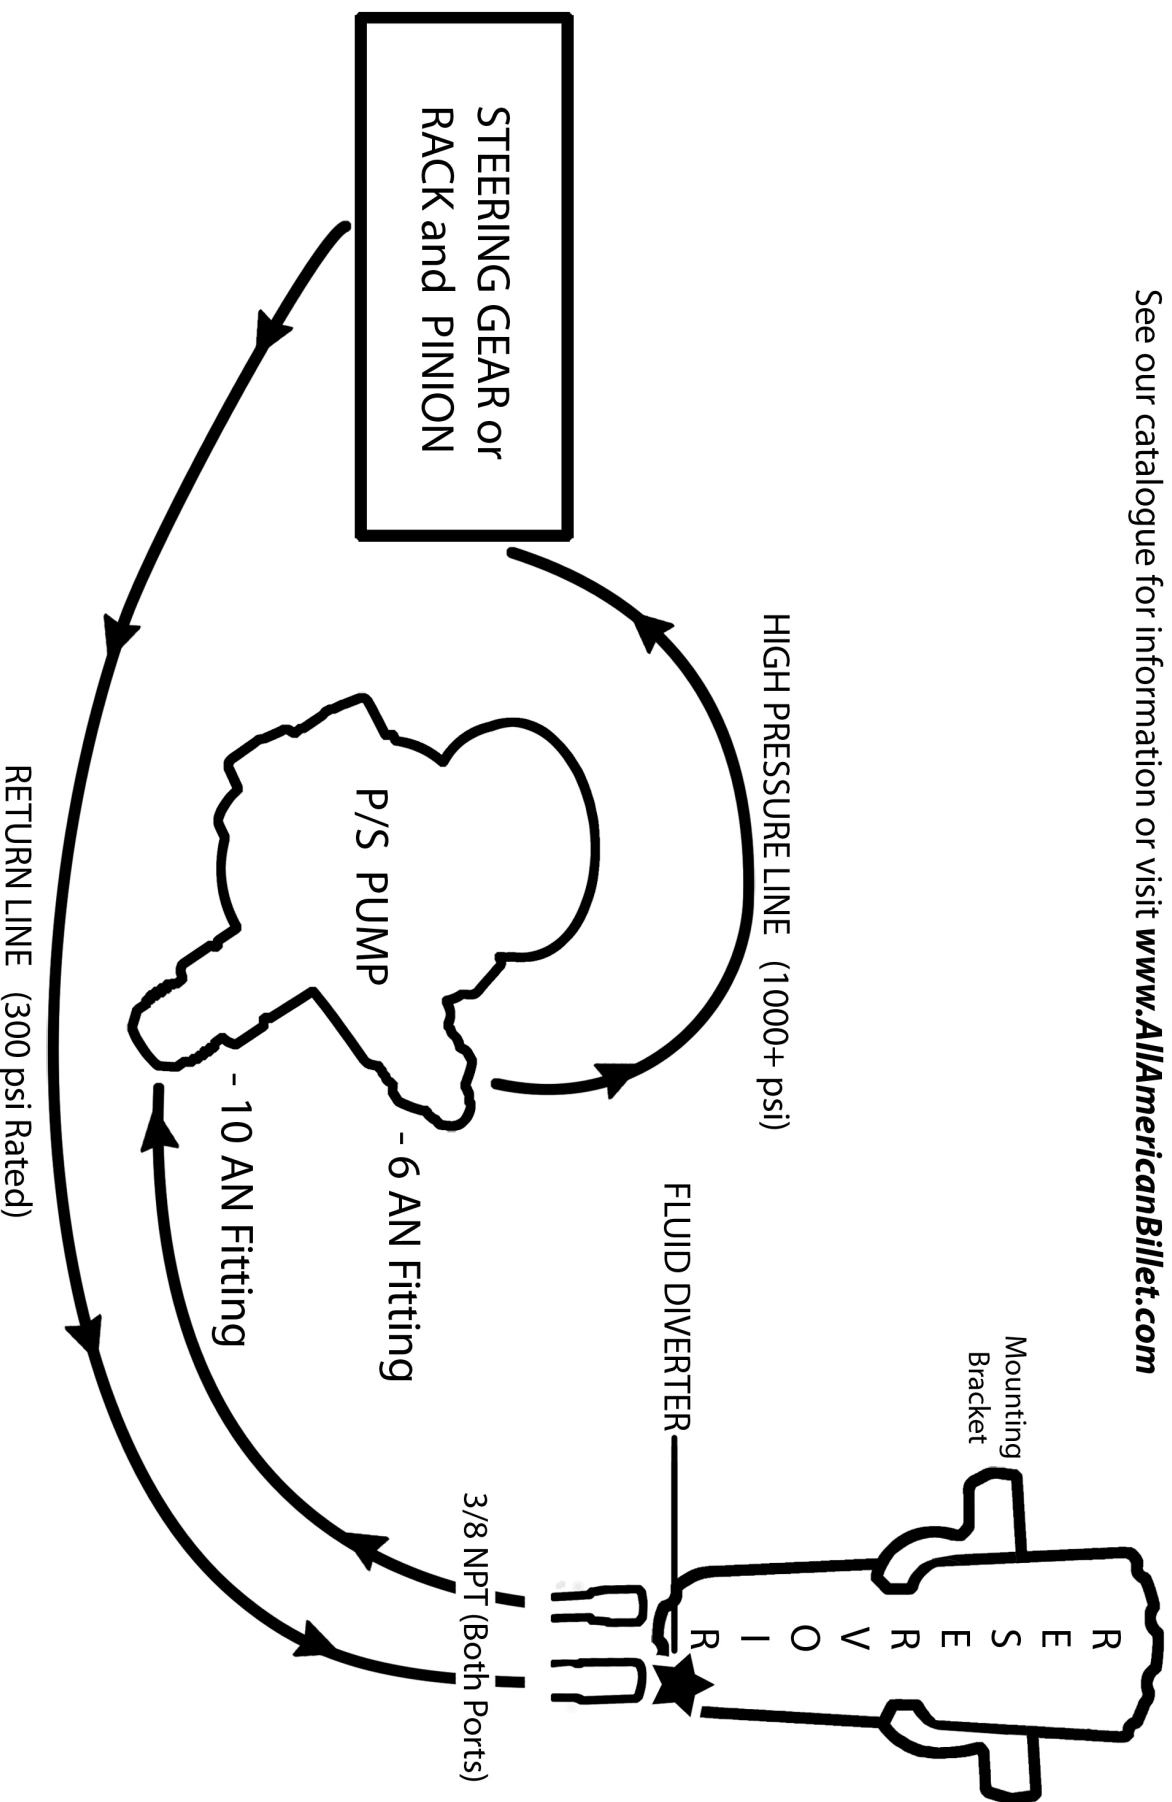 See our catalogue for information or visit www.AllAmericanBillet.com
Mounting
Bracket
RESERVOIR
HIGH PRESSURE LINE (1000+ psi)
FLUID DIVERTER
STEERING GEAR or
RACK and PINION
3/8 NPT (Both Ports)
- 6 AN Fitting
P/S PUMP
- 10 AN Fitting
RETURN LINE (300 psi Rated)